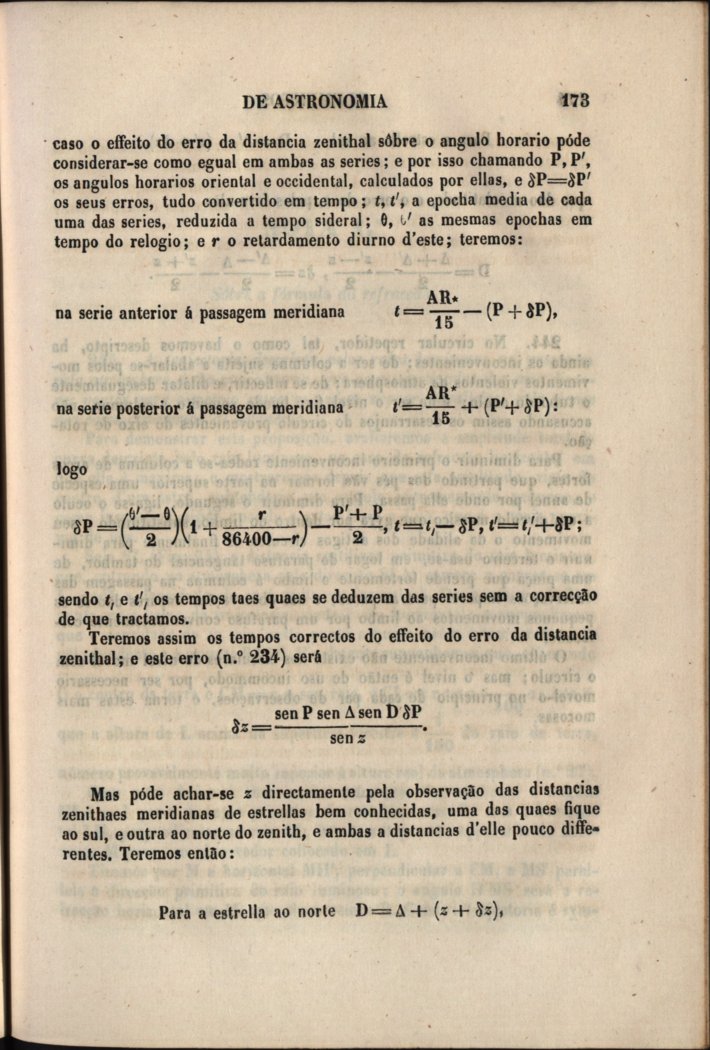 DE ASTRONOMIA 173
caso o effeito do erro da distancia zenithal sôbre o angulo horario póde
considerar-se como egual em ambas as series; e por isso chamando P, P′,
os angulos horarios oriental e occidental, calculados por ellas, e δP=δP′
os seus erros, tudo convertido em tempo; t, t′, a epocha media de cada
uma das series, reduzida a tempo sideral; θ, θ′ as mesmas epochas em
tempo do relogio; e r o retardamento diurno d'este; teremos:
na serie anterior á passagem meridiana t = AR⋆/15 — (P + δP),
na serie posterior á passagem meridiana t′ = AR⋆/15 + (P′ + δP):
logo
δP = ((θ′ — θ)/2)(1 + r/(86400—r)) — (P′ + P)/2, t = t, — δP, t′ = t′, + δP;
sendo t, e t′, os tempos taes quaes se deduzem das series sem a correcção
de que tractamos.
Teremos assim os tempos correctos do effeito do erro da distancia
zenithal; e este erro (n.º 234) será
δz = (sen P sen Δ sen D δP)/(sen z).
Mas póde achar-se z directamente pela observação das distancias
zenithaes meridianas de estrellas bem conhecidas, uma das quaes fique
ao sul, e outra ao norte do zenith, e ambas a distancias d'elle pouco diffe-
rentes. Teremos então:
Para a estrella ao norte D = Δ + (z + δz),